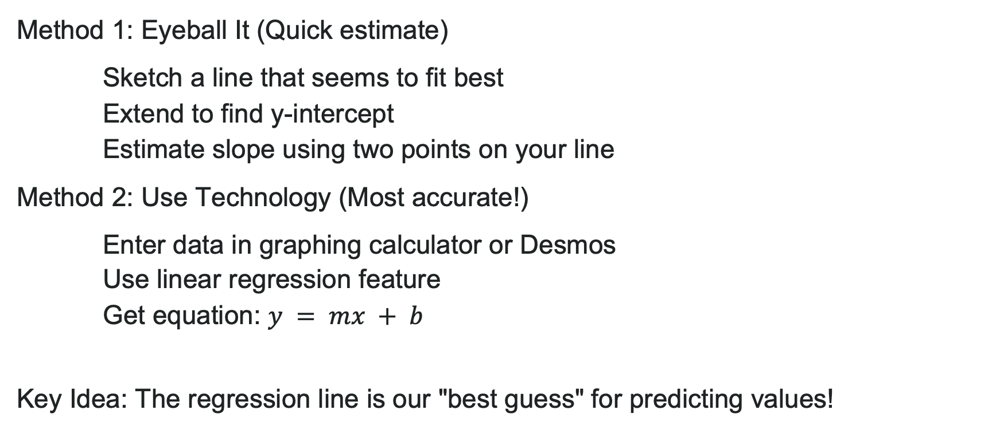 Method 1: Eyeball It (Quick estimate)
Sketch a line that seems to fit best
Extend to find y-intercept
Estimate slope using two points on your line
Method 2: Use Technology (Most accurate!)
Enter data in graphing calculator or Desmos
Use linear regression feature
Get equation: y = mx + b
Key Idea: The regression line is our "best guess" for predicting values!